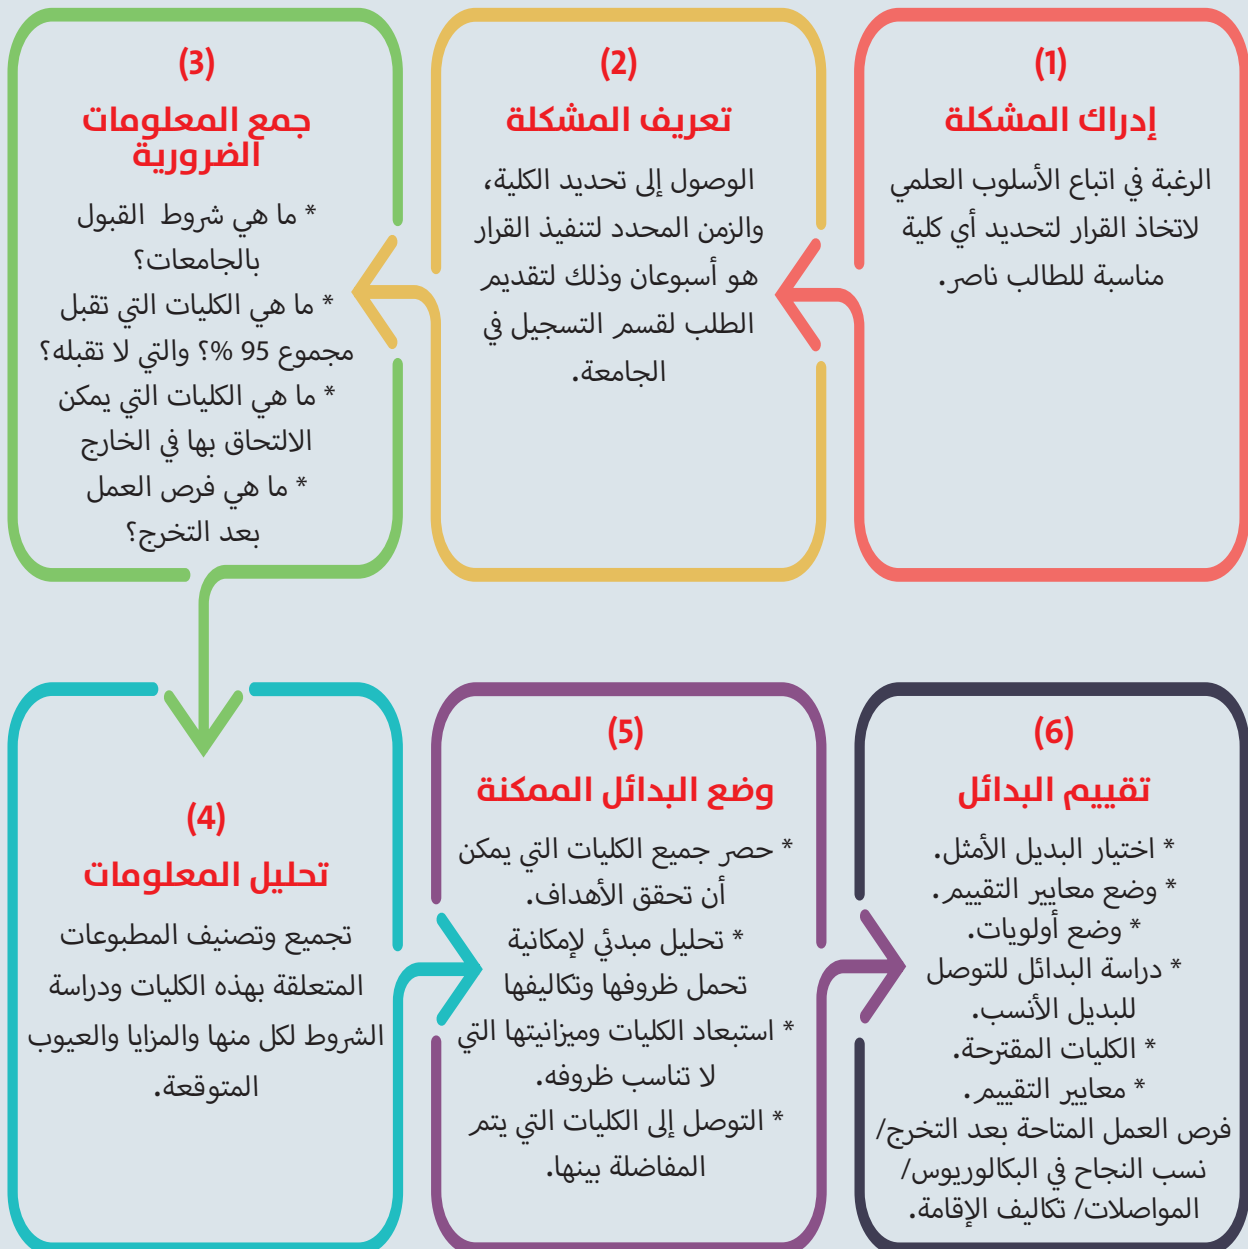 (1)
إدراك المشكلة
الرغبة في اتباع الأسلوب العلمي
لاتخاذ القرار لتحديد أي كلية
مناسبة للطالب ناصر.
(2)
تعريف المشكلة
الوصول إلى تحديد الكلية،
والزمن المحدد لتنفيذ القرار
هو أسبوعان وذلك لتقديم
الطلب لقسم التسجيل في
الجامعة.
(3)
جمع المعلومات
الضرورية
* ما هي شروط القبول
بالجامعات؟
* ما هي الكليات التي تقبل
مجموع 95 %؟ والتي لا تقبله؟
* ما هي الكليات التي يمكن
الالتحاق بها في الخارج
* ما هي فرص العمل
بعد التخرج؟
(4)
تحليل المعلومات
تجميع وتصنيف المطبوعات
المتعلقة بهذه الكليات ودراسة
الشروط لكل منها والمزايا والعيوب
المتوقعة.
(5)
وضع البدائل الممكنة
* حصر جميع الكليات التي يمكن
أن تحقق الأهداف.
* تحليل مبدئي لإمكانية
تحمل ظروفها وتكاليفها
* استبعاد الكليات وميزانيتها التي
لا تناسب ظروفه.
* التوصل إلى الكليات التي يتم
المفاضلة بينها.
(6)
تقييم البدائل
* اختيار البديل الأمثل.
* وضع معايير التقييم.
* وضع أولويات.
* دراسة البدائل للتوصل
للبديل الأنسب.
* الكليات المقترحة.
* معايير التقييم.
فرص العمل المتاحة بعد التخرج/
نسب النجاح في البكالوريوس/
المواصلات/ تكاليف الإقامة.